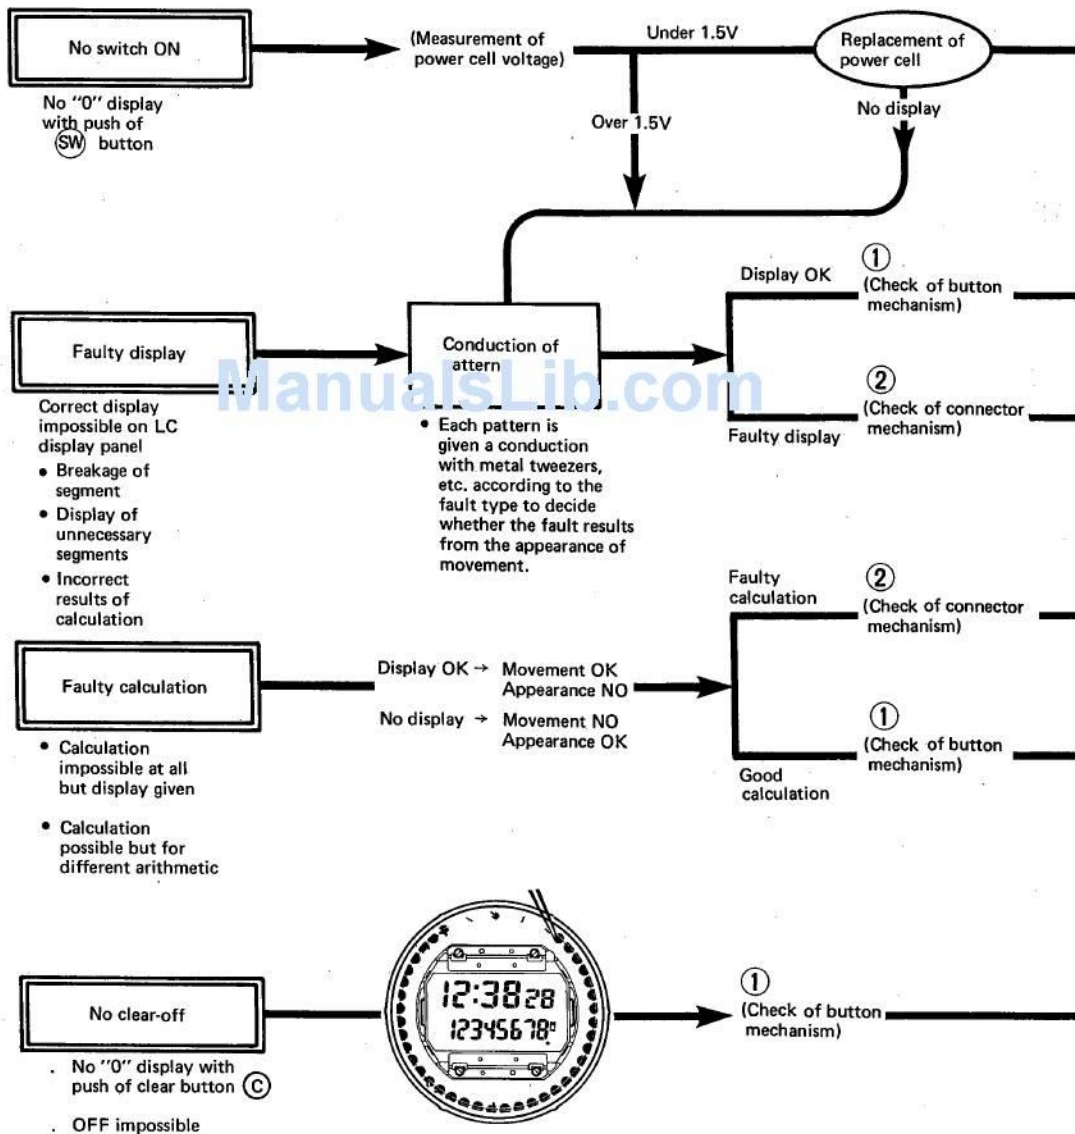 No switch ON
(Measurement of
power cell voltage)
Under 1.5V
Replacement of
power cell
No "0" display
with push of
SW button
Over 1.5V
No display
Faulty display
Conduction of
attern
Display OK
①
(Check of button
mechanism)
ManualsLib.com
Correct display
impossible on LC
display panel
• Breakage of
segment
• Display of
unnecessary
segments
• Incorrect
results of
calculation
• Each pattern is
given a conduction
with metal tweezers,
etc. according to the
fault type to decide
whether the fault results
from the appearance of
movement.
②
(Check of connector
mechanism)
Faulty display
Faulty calculation
Display OK → Movement OK
Appearance NO
No display → Movement NO
Appearance OK
Faulty
calculation
②
(Check of connector
mechanism)
①
(Check of button
mechanism)
Good
calculation
• Calculation
impossible at all
but display given
• Calculation
possible but for
different arithmetic
No clear-off
12:38 28
12345678
①
(Check of button
mechanism)
. No "0" display with
push of clear button C
. OFF impossible